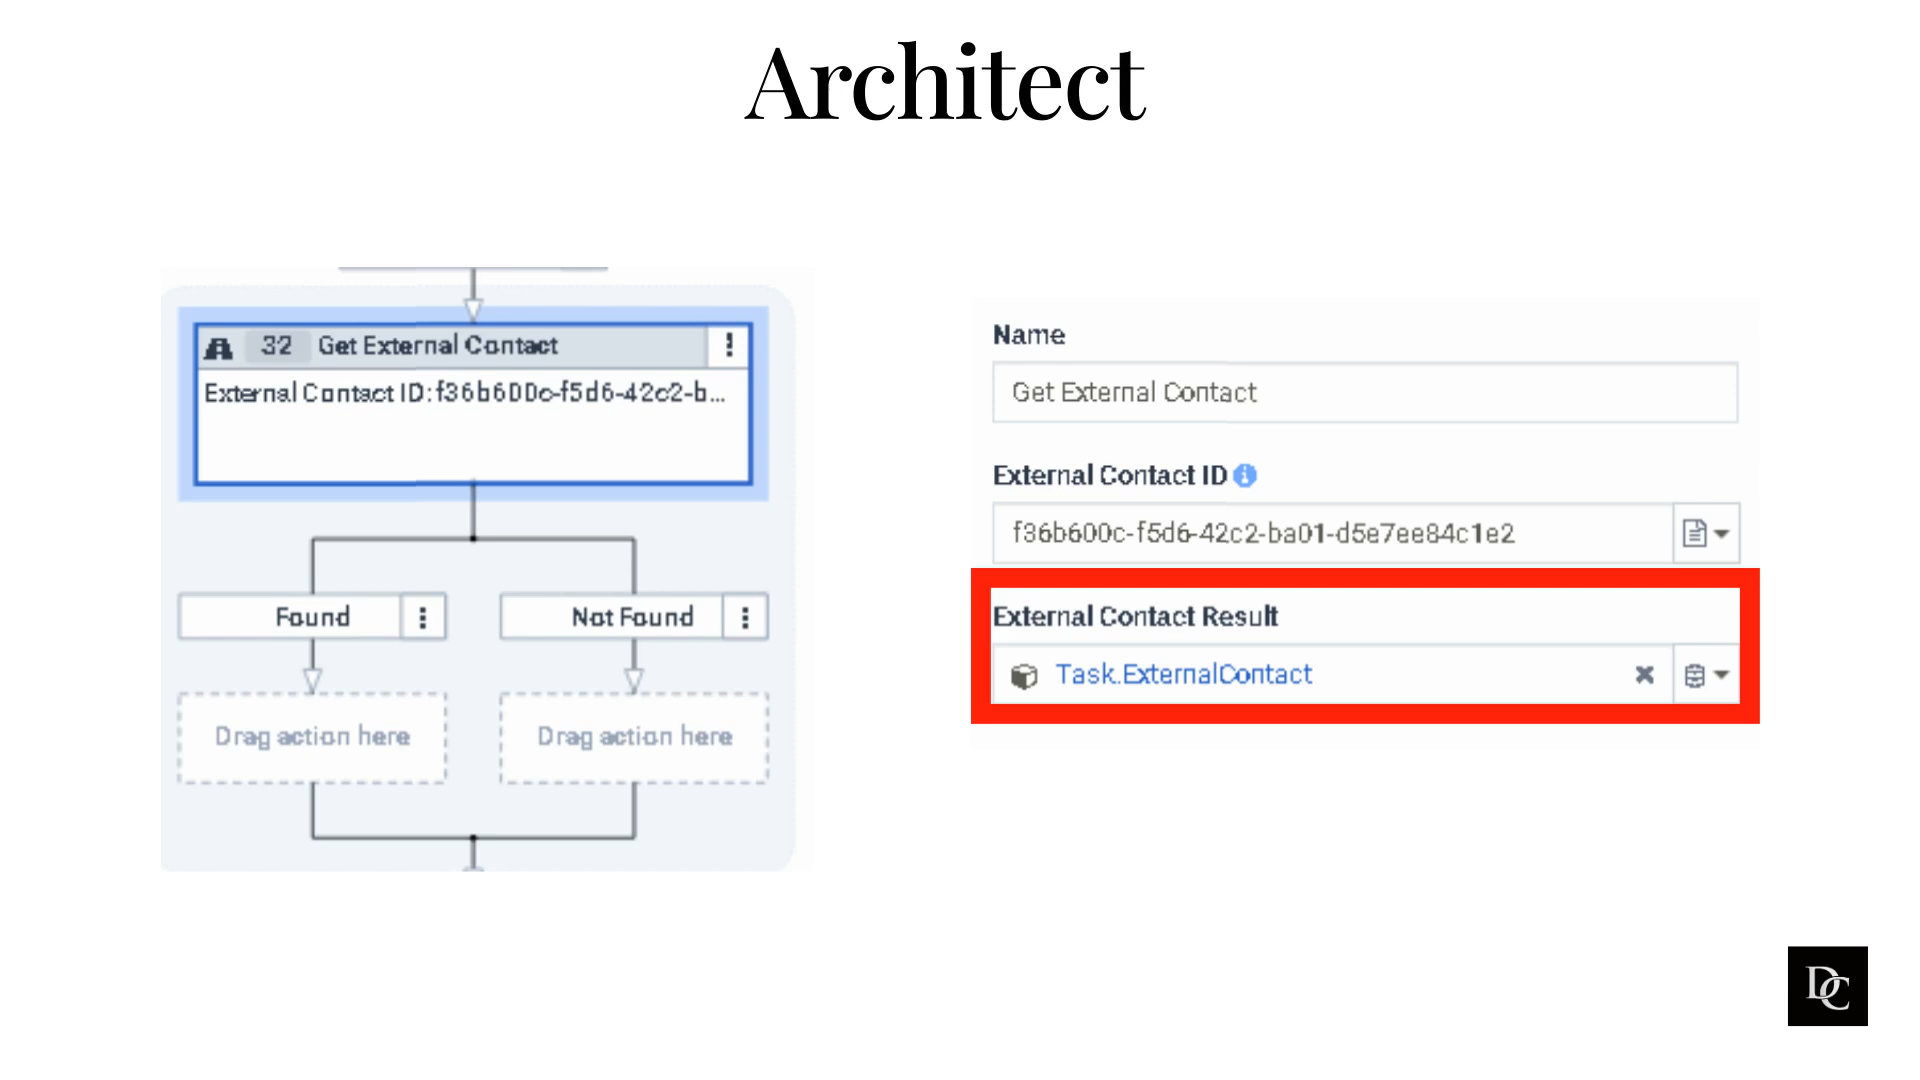 Architect
32 Get External Contact
External Contact ID:f36b600c-f5d6-42c2-b...
Found
Not Found
Drag action here
Drag action here
Name
Get External Contact
External Contact ID
f36b600c-f5d6-42c2-ba01-d5e7ee84c1e2
External Contact Result
Task.ExternalContact
DC